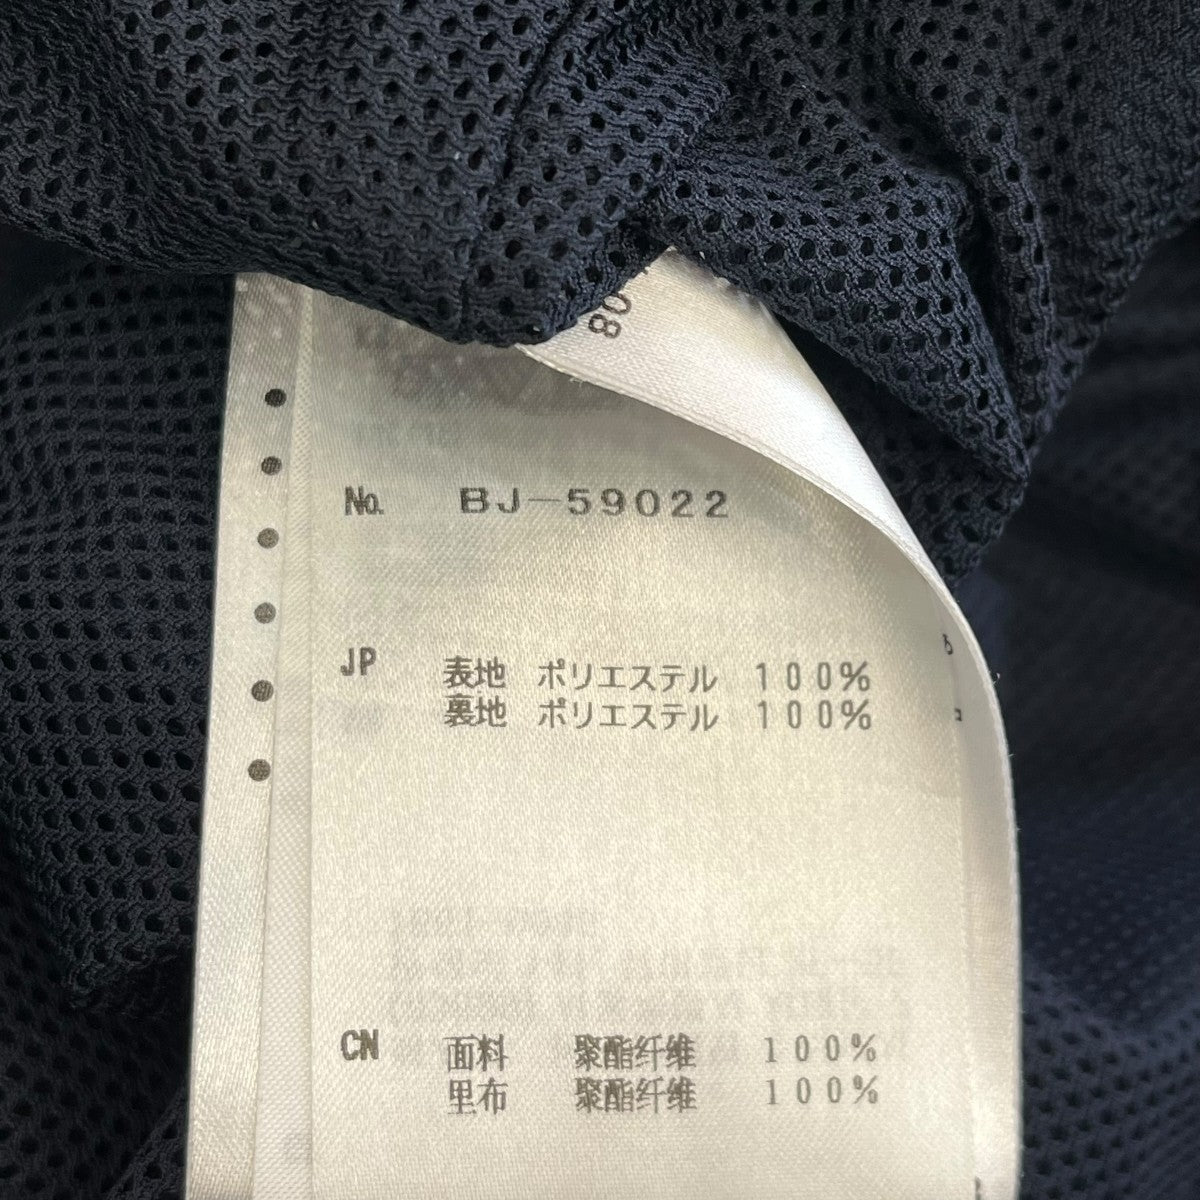 No. BJ-59022
JP 表地 ポリエステル 100%
裏地 ポリエステル 100%
CN 面料 聚酯纤维 100%
里布 聚酯纤维 100%